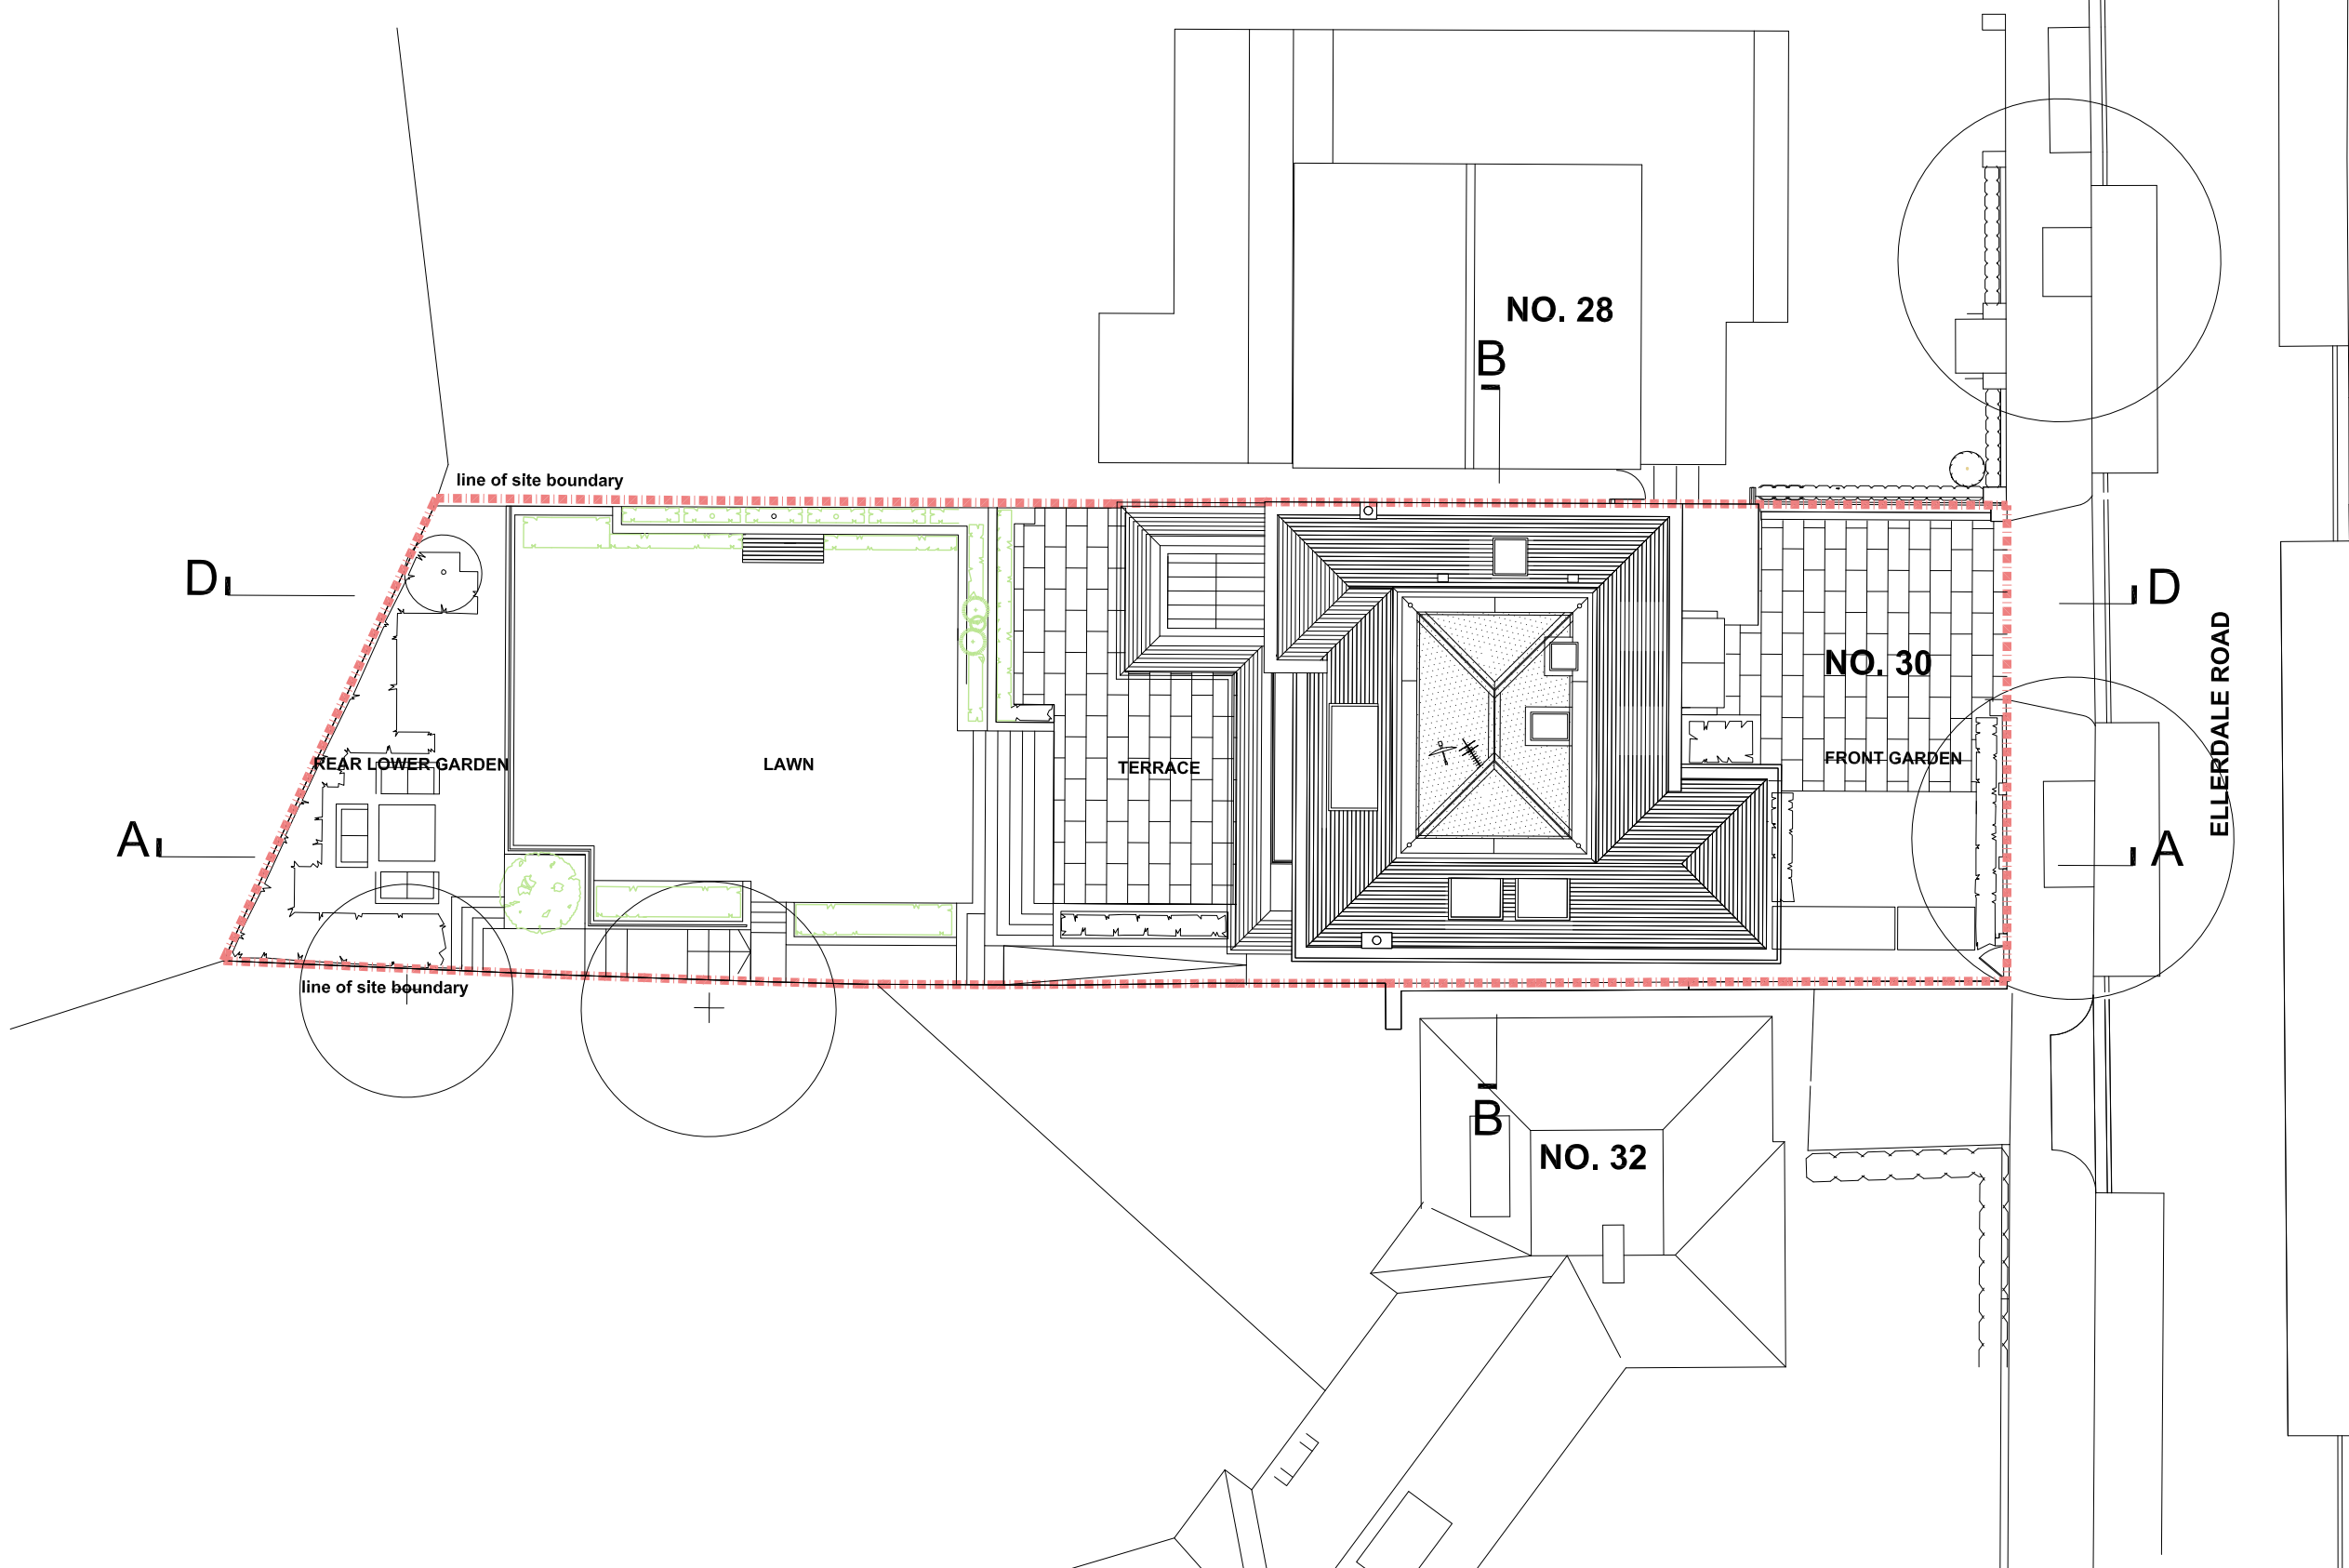 NO. 28
B
line of site boundary
D
D
ELLERDALE ROAD
NO. 30
REAR LOWER GARDEN
LAWN
TERRACE
FRONT GARDEN
A
A
line of site boundary
B
NO. 32